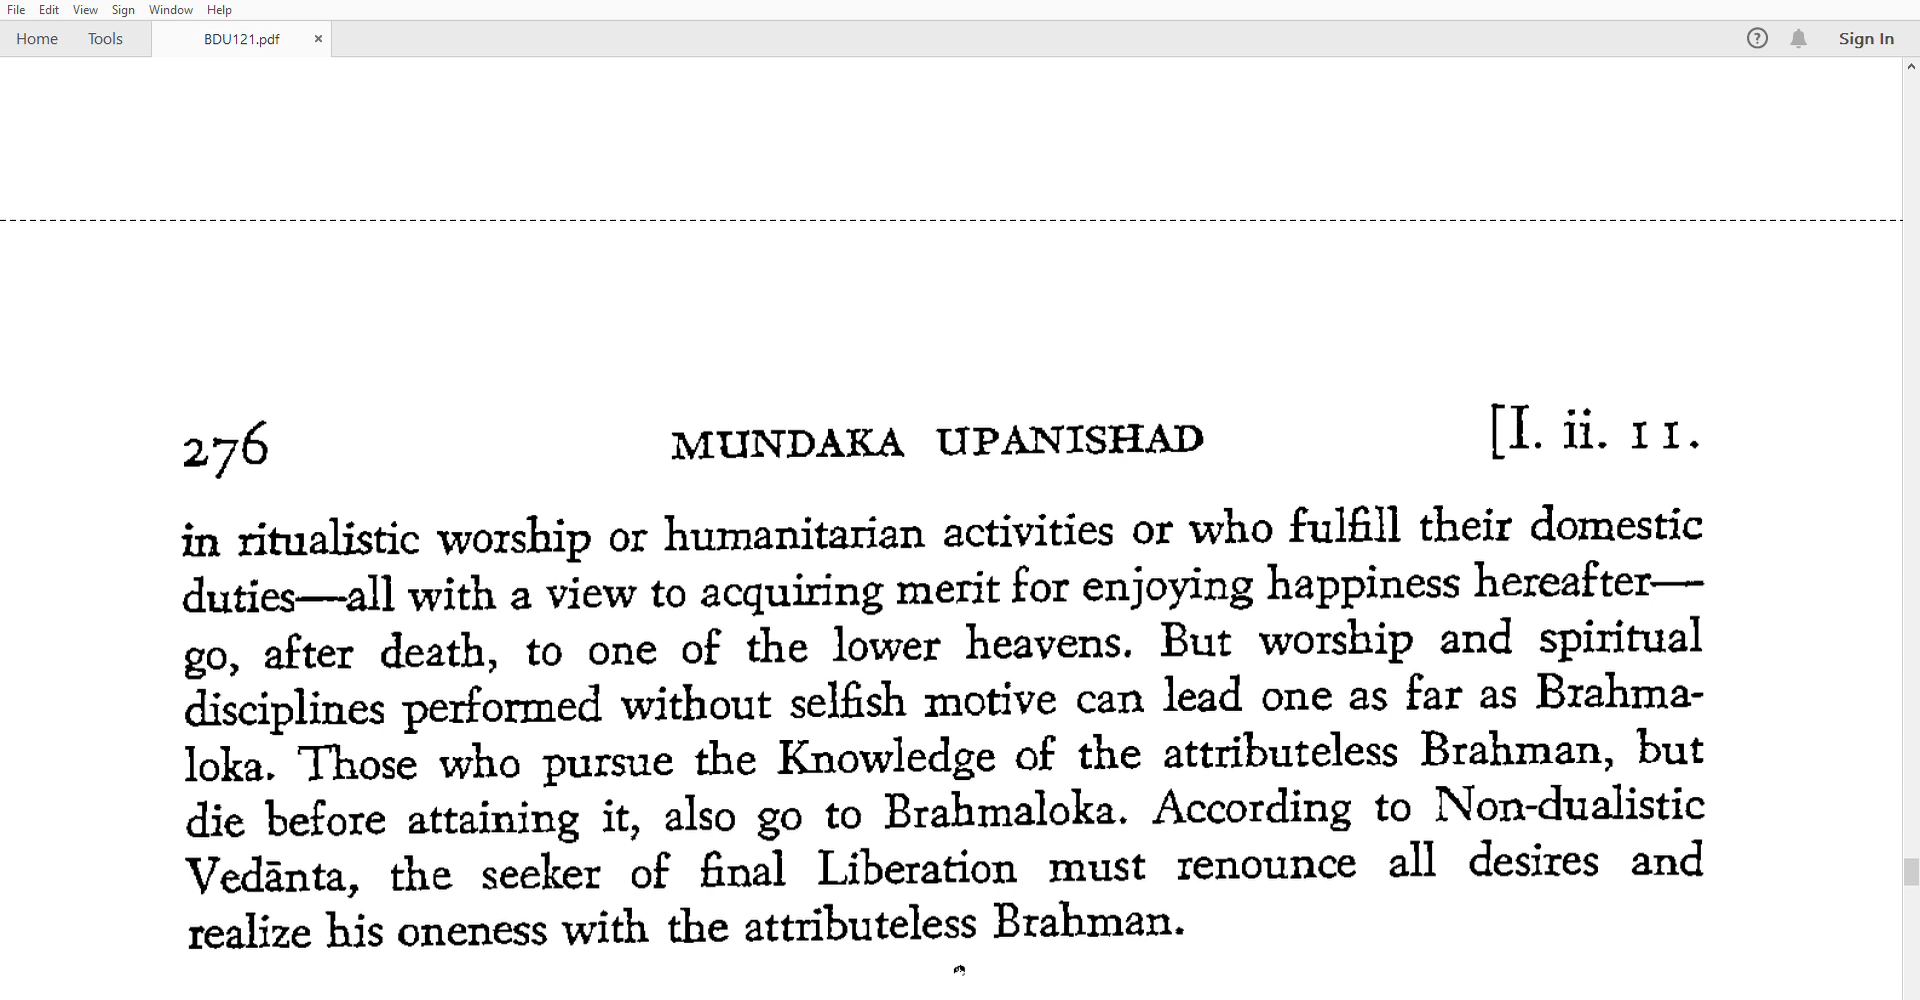 File Edit View Sign Window Help
Home Tools BDU121.pdf × ? Sign In
276 MUNDAKA UPANISHAD [I. ii. 11.
in ritualistic worship or humanitarian activities or who fulfill their domestic
duties—all with a view to acquiring merit for enjoying happiness hereafter—
go, after death, to one of the lower heavens. But worship and spiritual
disciplines performed without selfish motive can lead one as far as Brahma-
loka. Those who pursue the Knowledge of the attributeless Brahman, but
die before attaining it, also go to Brahmaloka. According to Non-dualistic
Vedānta, the seeker of final Liberation must renounce all desires and
realize his oneness with the attributeless Brahman.